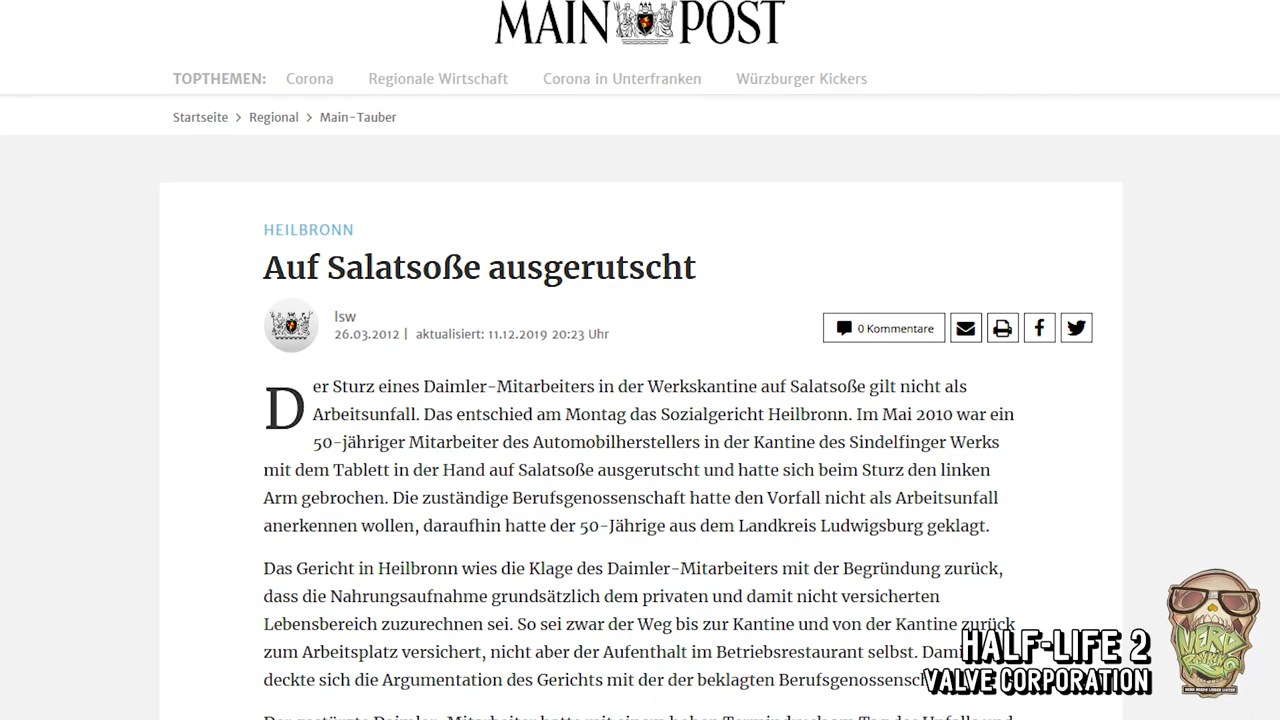 MAIN POST
TOPTHEMEN: Corona Regionale Wirtschaft Corona in Unterfranken Würzburger Kickers
Startseite > Regional > Main-Tauber
HEILBRONN
Auf Salatsoße ausgerutscht
lsw
26.03.2012 | aktualisiert: 11.12.2019 20:23 Uhr
0 Kommentare
Der Sturz eines Daimler-Mitarbeiters in der Werkskantine auf Salatsoße gilt nicht als
Arbeitsunfall. Das entschied am Montag das Sozialgericht Heilbronn. Im Mai 2010 war ein
50-jähriger Mitarbeiter des Automobilherstellers in der Kantine des Sindelfinger Werks
mit dem Tablett in der Hand auf Salatsoße ausgerutscht und hatte sich beim Sturz den linken
Arm gebrochen. Die zuständige Berufsgenossenschaft hatte den Vorfall nicht als Arbeitsunfall
anerkennen wollen, daraufhin hatte der 50-Jährige aus dem Landkreis Ludwigsburg geklagt.
Das Gericht in Heilbronn wies die Klage des Daimler-Mitarbeiters mit der Begründung zurück,
dass die Nahrungsaufnahme grundsätzlich dem privaten und damit nicht versicherten
Lebensbereich zuzurechnen sei. So sei zwar der Weg bis zur Kantine und von der Kantine zurück
zum Arbeitsplatz versichert, nicht aber der Aufenthalt im Betriebsrestaurant selbst.
deckte sich die Argumentation des Gerichts mit der der beklagten
HALF-LIFE 2
VALVE CORPORATION
NERD